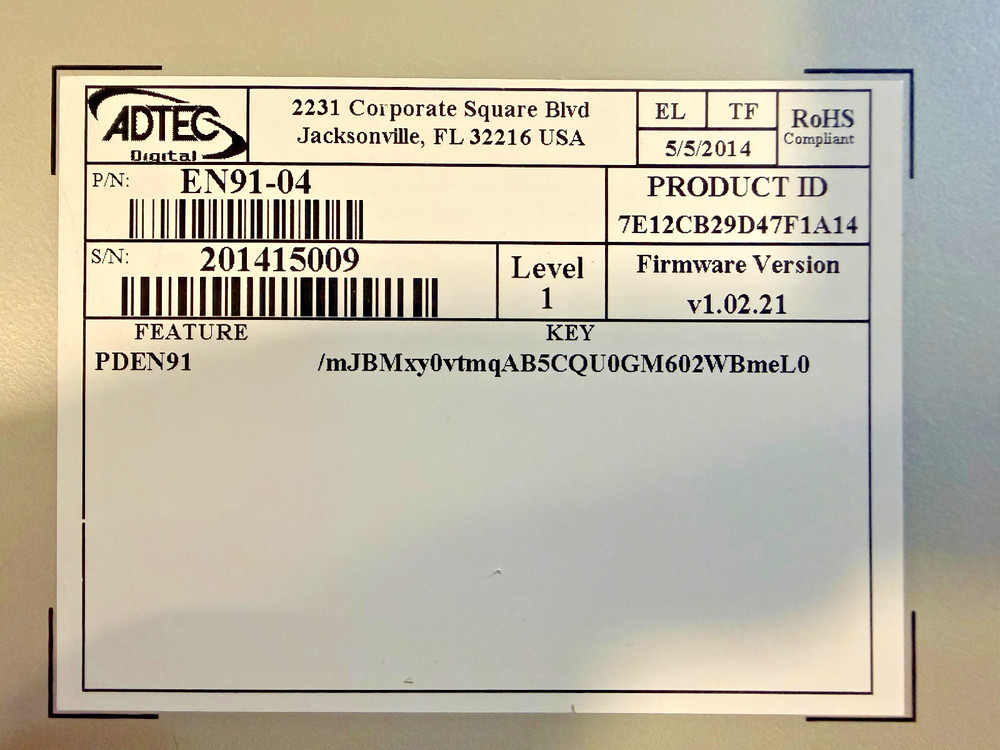 ADTEC
Digital
2231 Corporate Square Blvd
Jacksonville, FL 32216 USA
EL
TF
5/5/2014
RoHS
Compliant
P/N:
EN91-04
PRODUCT ID
7E12CB29D47F1A14
S/N:
201415009
Level
1
Firmware Version
v1.02.21
FEATURE
KEY
PDEN91
/mJBMxy0vtmqAB5CQU0GM602WBmeL0